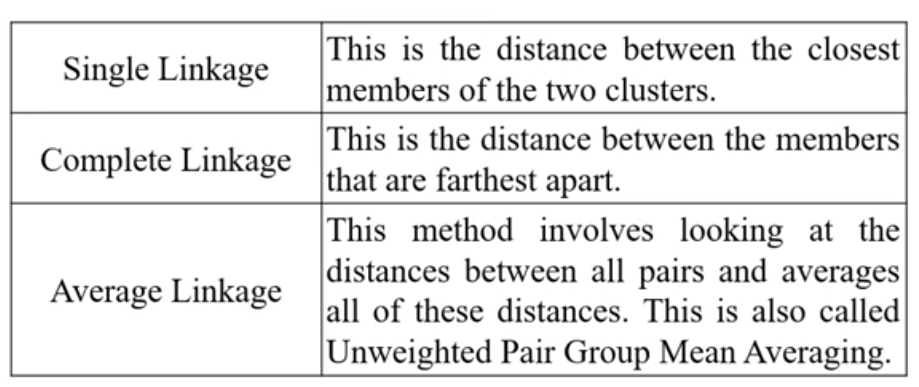 Single Linkage
This is the distance between the closest
members of the two clusters.
Complete Linkage
This is the distance between the members
that are farthest apart.
Average Linkage
This method involves looking at the
distances between all pairs and averages
all of these distances. This is also called
Unweighted Pair Group Mean Averaging.